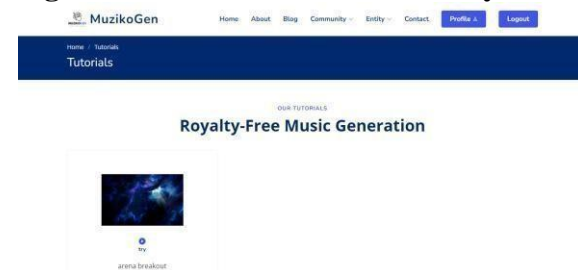 MuzikoGen Home About Blog Community Entity Contact Profila Logout
Home / Tutorials
Tutorials
OUR TUTORIALS
Royalty-Free Music Generation
try
arena breakout